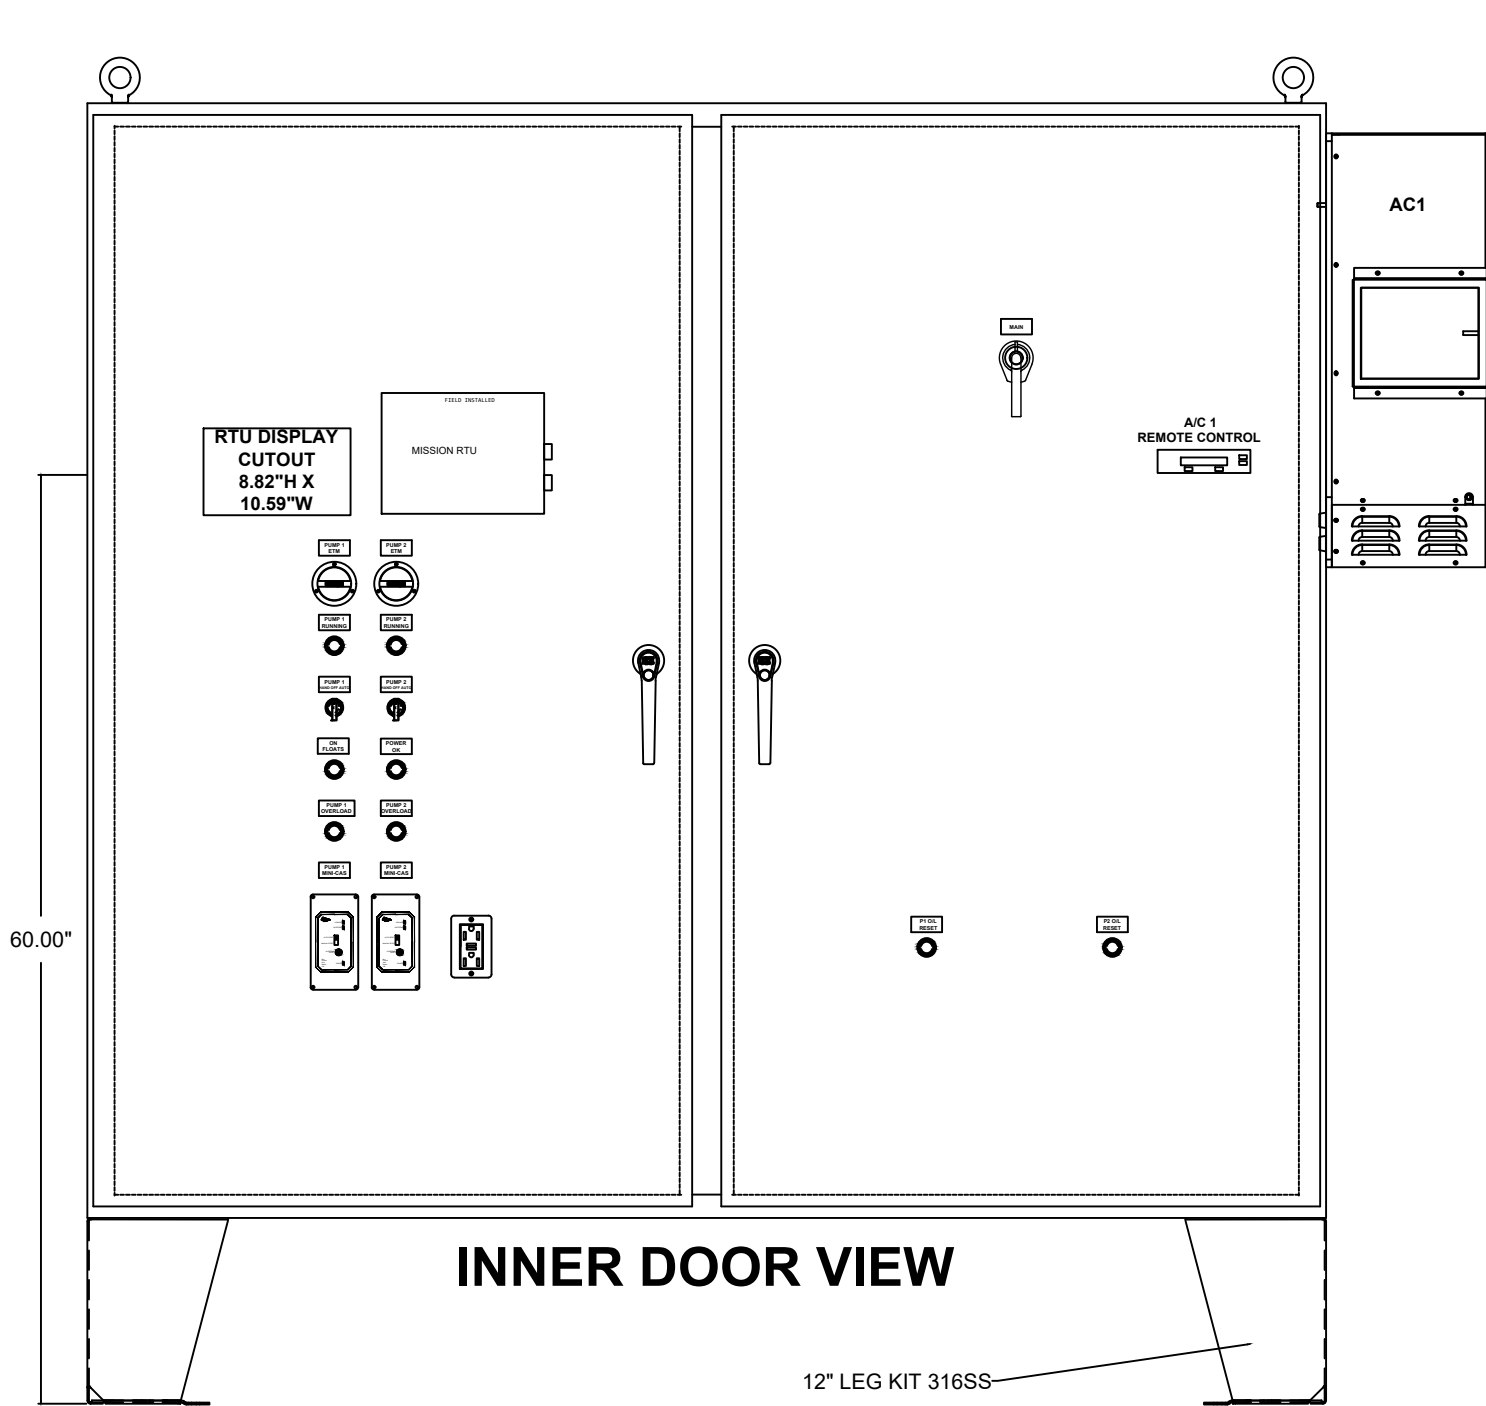 AC1
MAIN
FIELD INSTALLED
MISSION RTU
RTU DISPLAY
CUTOUT
8.82"H X
10.59"W
A/C 1
REMOTE CONTROL
PUMP 1
ETM
PUMP 2
ETM
PUMP 1
RUNNING
PUMP 2
RUNNING
PUMP 1
HAND OFF AUTO
PUMP 2
HAND OFF AUTO
ON
FLOATS
POWER
OK
PUMP 1
OVERLOAD
PUMP 2
OVERLOAD
PUMP 1
MINI-CAS
PUMP 2
MINI-CAS
P1 O/L
RESET
P2 O/L
RESET
60.00"
INNER DOOR VIEW
12" LEG KIT 316SS